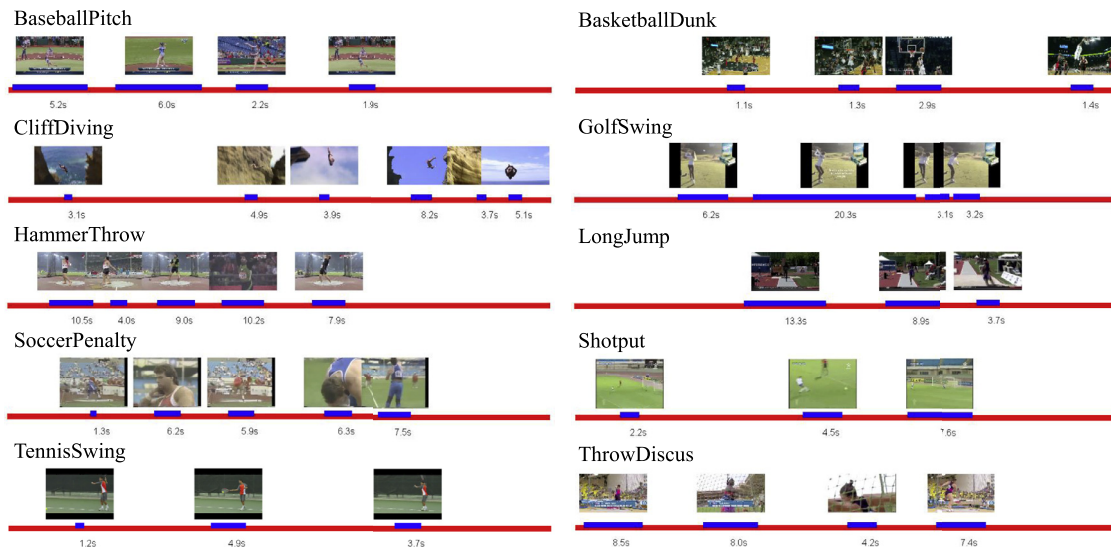 BaseballPitch
5.2s 6.0s 2.2s 1.9s
BasketballDunk
1.1s 1.3s 2.9s 1.4s
CliffDiving
3.1s 4.9s 3.9s 8.2s 3.7s 5.1s
GolfSwing
6.2s 20.3s 3.1s 3.2s
HammerThrow
10.5s 4.0s 9.0s 10.2s 7.9s
LongJump
13.3s 8.9s 3.7s
SoccerPenalty
1.3s 6.2s 5.9s 6.3s 7.5s
Shotput
2.2s 4.5s 7.6s
TennisSwing
1.2s 4.9s 3.7s
ThrowDiscus
8.5s 8.0s 4.2s 7.4s